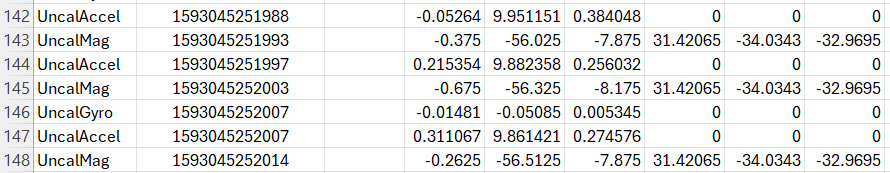 142 UncalAccel 1593045251988 -0.05264 9.951151 0.384048 0 0 0
143 UncalMag 1593045251993 -0.375 -56.025 -7.875 31.42065 -34.0343 -32.9695
144 UncalAccel 1593045251997 0.215354 9.882358 0.256032 0 0 0
145 UncalMag 1593045252003 -0.675 -56.325 -8.175 31.42065 -34.0343 -32.9695
146 UncalGyro 1593045252007 -0.01481 -0.05085 0.005345 0 0 0
147 UncalAccel 1593045252007 0.311067 9.861421 0.274576 0 0 0
148 UncalMag 1593045252014 -0.2625 -56.5125 -7.875 31.42065 -34.0343 -32.9695